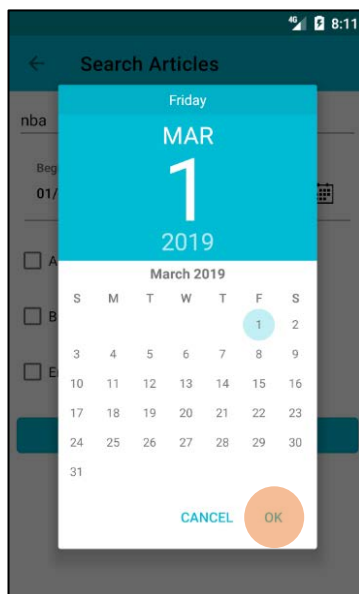 4G 8:11
Search Articles
nba
Friday
MAR
1
2019
Begi
01/
March 2019
S M T W T F S
1 2
3 4 5 6 7 8 9
A
B
10 11 12 13 14 15 16
E
17 18 19 20 21 22 23
24 25 26 27 28 29 30
31
CANCEL OK